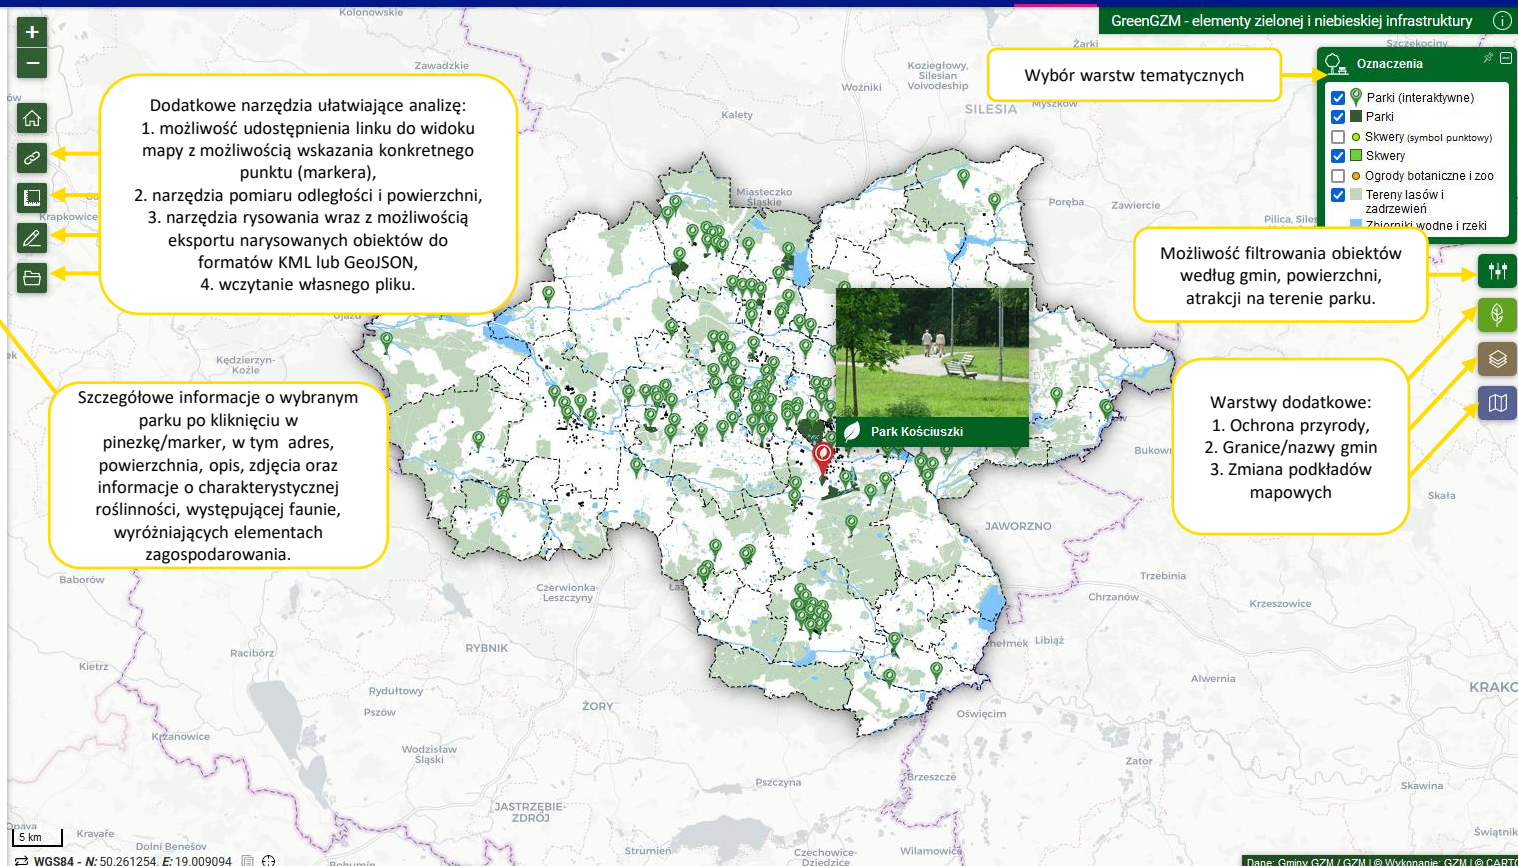 GreenGZM - elementy zielonej i niebieskiej infrastruktury
Kolonowskie
Zawadzkie
Żarki
Szczekociny
Koziegłowy,
Silesian
Voivodeship
Woźniki
Myszków
SILESIA
Kalety
Wybór warstw tematycznych
Oznaczenia
Parki (interaktywne)
Parki
Skwery (symbol punktowy)
Skwery
Ogrody botaniczne i zoo
Tereny lasów i
zadrzewień
Zbiorniki wodne i rzeki
Dodatkowe narzędzia ułatwiające analizę:
1. możliwość udostępnienia linku do widoku
mapy z możliwością wskazania konkretnego
punktu (markera),
2. narzędzia pomiaru odległości i powierzchni,
3. narzędzia rysowania wraz z możliwością
eksportu narysowanych obiektów do
formatów KML lub GeoJSON,
4. wczytanie własnego pliku.
Krapkowice
Miasteczko
Śląskie
Poręba
Zawiercie
Pilica, Siles
Możliwość filtrowania obiektów
według gmin, powierzchni,
atrakcji na terenie parku.
Ujazd
Kędzierzyn-
Koźle
Szczegółowe informacje o wybranym
parku po kliknięciu w
pinezkę/marker, w tym adres,
powierzchnia, opis, zdjęcia oraz
informacje o charakterystycznej
roślinności, występującej faunie,
wyróżniających elementach
zagospodarowania.
Park Kościuszki
Warstwy dodatkowe:
1. Ochrona przyrody,
2. Granice/nazwy gmin
3. Zmiana podkładów
mapowych
Bukow
Skała
JAWORZNO
Baborów
Czerwionka-
Leszczyny
Trzebinia
Chrzanów
Krzeszowice
Libiąż
Racibórz
RYBNIK
Kietrz
Rydułtowy
Pszów
ŻORY
Alwernia
KRAKO
Oświęcim
Krzanowice
Wodzisław
Śląski
Zator
Pszczyna
Brzeszcze
Skawina
JASTRZĘBIE-
ZDRÓJ
5 km
Kravaře
Dolní Benešov
Świątnik
Strumień
Czechowice-
Dziedzice
Wilamowic
Bohumín
WGS84 - N: 50.261254, E: 19.009094
Dane: Gminy GZM / GZM | © Wykonanie: GZM | © CARTO